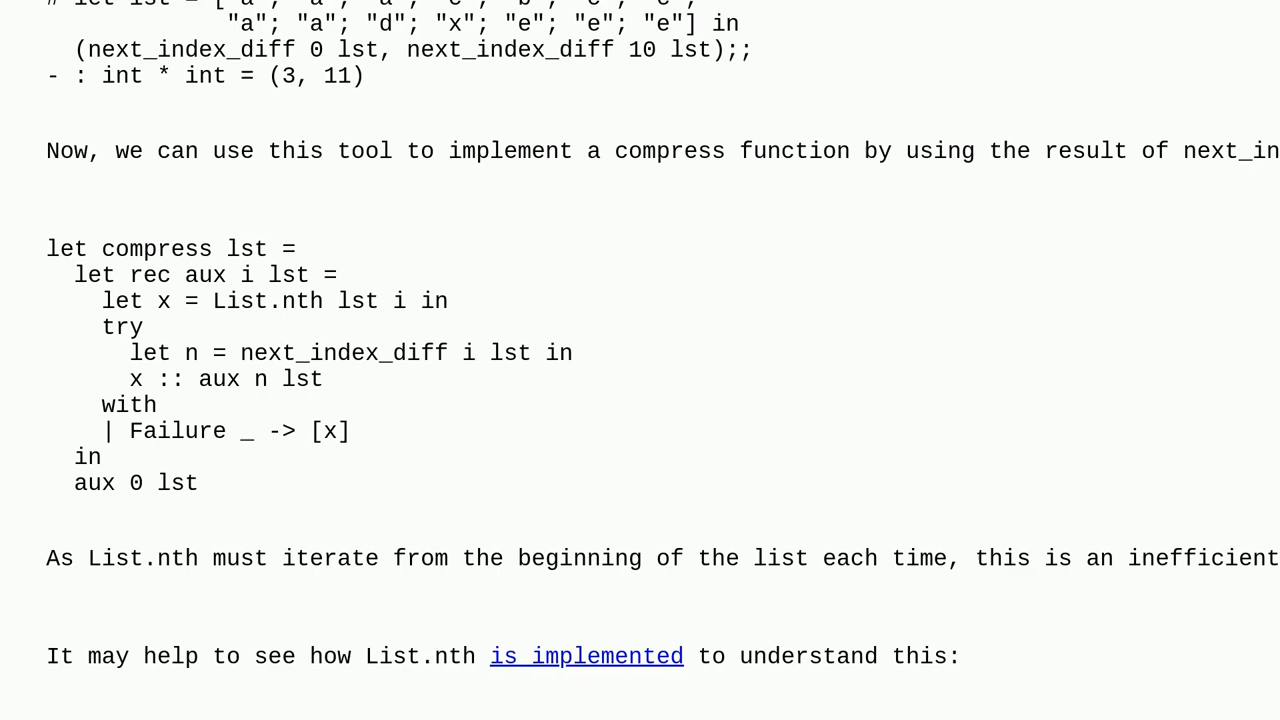 # let lst = ["a"; "a"; "a"; "c"; "b"; "c"; "c";
"a"; "a"; "d"; "x"; "e"; "e"; "e"] in
(next_index_diff 0 lst, next_index_diff 10 lst);;
- : int * int = (3, 11)
Now, we can use this tool to implement a compress function by using the result of next_in
let compress lst =
let rec aux i lst =
let x = List.nth lst i in
try
let n = next_index_diff i lst in
x :: aux n lst
with
| Failure _ -> [x]
in
aux 0 lst
As List.nth must iterate from the beginning of the list each time, this is an inefficient
It may help to see how List.nth is implemented to understand this: